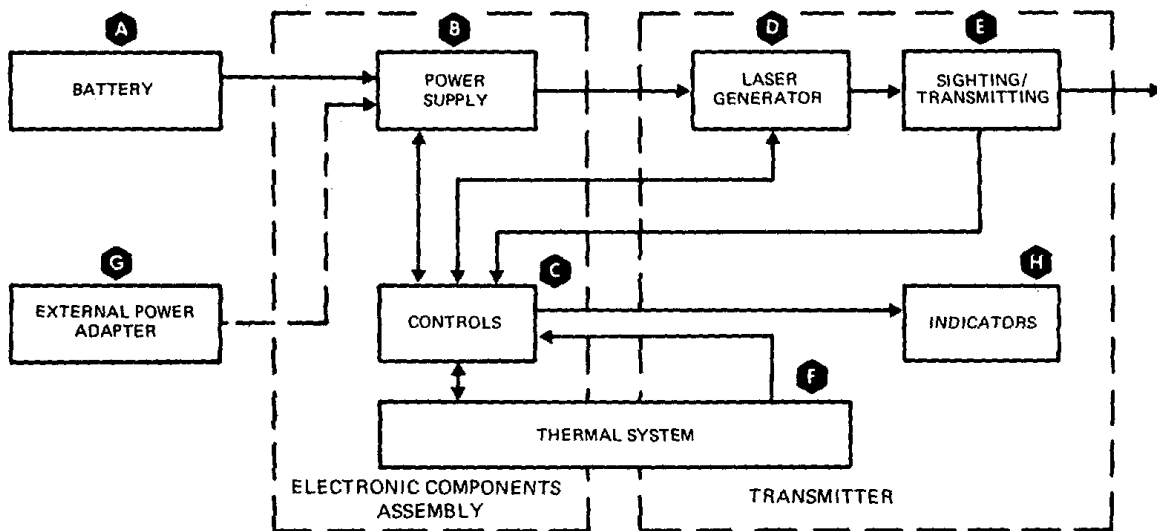 A
BATTERY
B
POWER
SUPPLY
D
LASER
GENERATOR
E
SIGHTING/
TRANSMITTING
G
EXTERNAL POWER
ADAPTER
C
CONTROLS
H
INDICATORS
F
THERMAL SYSTEM
ELECTRONIC COMPONENTS
ASSEMBLY
TRANSMITTER